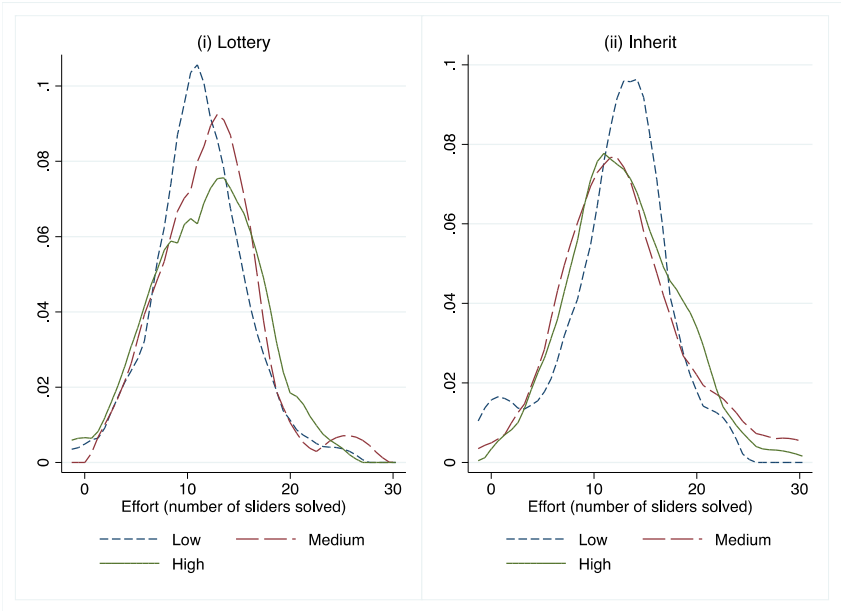 (i) Lottery
.1
.08
.06
.04
.02
0
0 10 20 30
Effort (number of sliders solved)
Low Medium
High
(ii) Inherit
.1
.08
.06
.04
.02
0
0 10 20 30
Effort (number of sliders solved)
Low Medium
High